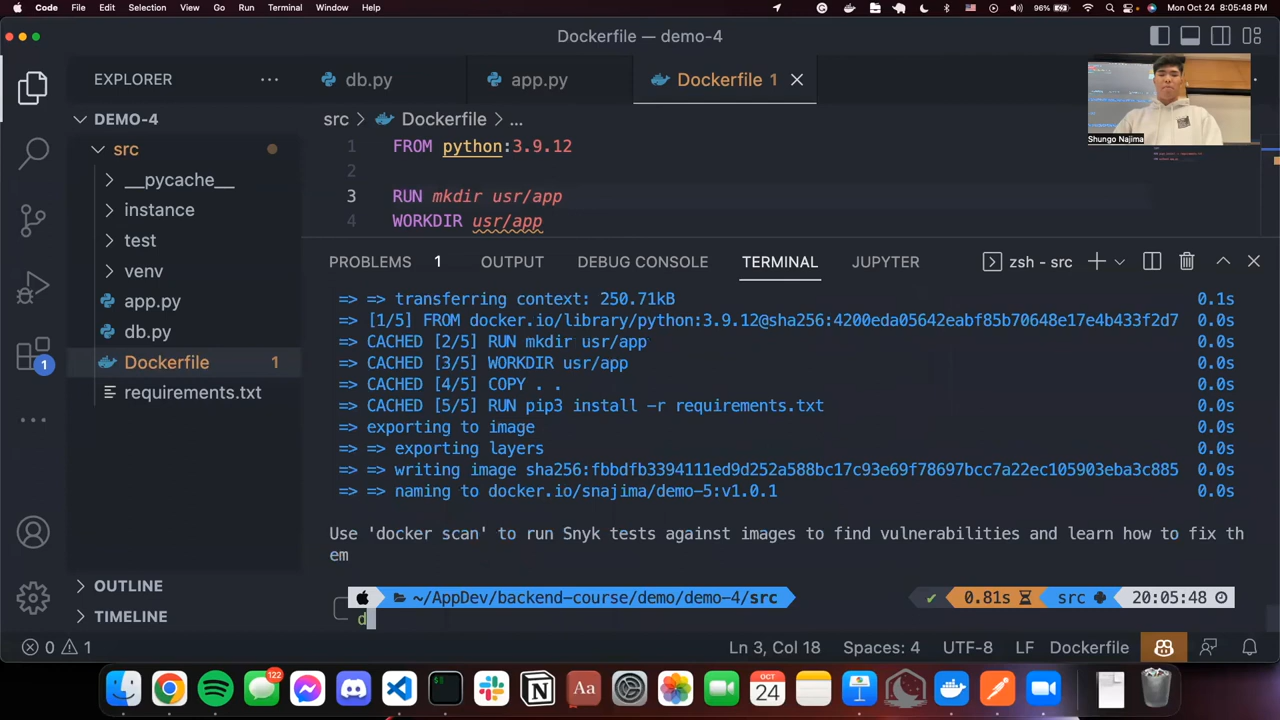 Code File Edit Selection View Go Run Terminal Window Help 96% Mon Oct 24 8:05:48 PM
Dockerfile — demo-4
EXPLORER
db.py
app.py
Dockerfile 1
Shungo Najima
DEMO-4
src
__pycache__
instance
test
venv
app.py
db.py
Dockerfile 1
requirements.txt
OUTLINE
TIMELINE
1
src > Dockerfile > ...
1 FROM python:3.9.12
2
3 RUN mkdir usr/app
4 WORKDIR usr/app
PROBLEMS 1 OUTPUT DEBUG CONSOLE TERMINAL JUPYTER zsh - src
=> => transferring context: 250.71kB 0.1s
=> [1/5] FROM docker.io/library/python:3.9.12@sha256:4200eda05642eabf85b70648e17e4b433f2d7 0.0s
=> CACHED [2/5] RUN mkdir usr/app 0.0s
=> CACHED [3/5] WORKDIR usr/app 0.0s
=> CACHED [4/5] COPY . . 0.0s
=> CACHED [5/5] RUN pip3 install -r requirements.txt 0.0s
=> exporting to image 0.0s
=> => exporting layers 0.0s
=> => writing image sha256:fbbdfb3394111ed9d252a588bc17c93e69f78697bcc7a22ec105903eba3c885 0.0s
=> => naming to docker.io/snajima/demo-5:v1.0.1 0.0s
Use 'docker scan' to run Snyk tests against images to find vulnerabilities and learn how to fix th
em
~/AppDev/backend-course/demo/demo-4/src ✔ 0.81s src 20:05:48
d
0 1 Ln 3, Col 18 Spaces: 4 UTF-8 LF Dockerfile
122
Aa
OCT
24